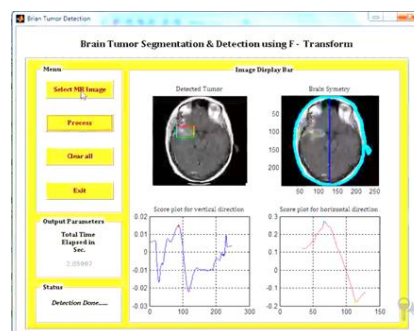 Brian Tumor Detection
Brain Tumor Segmentation & Detection using F - Transform
Menu
Select MR Image
Process
Clear all
Exit
Output Parameters
Total Time
Elapsed in
Sec.
Status
Detection Done......
Image Display Bar
Detected Tumor
Brain Symetry
50
100
150
200
50 100 150 200 250
Score plot for vertical direction
0.02
0.01
0
-0.01
-0.02
-0.03
0 100 200 300
Score plot for horizontal direction
0.3
0.2
0.1
0
-0.1
-0.2
0 50 100 150